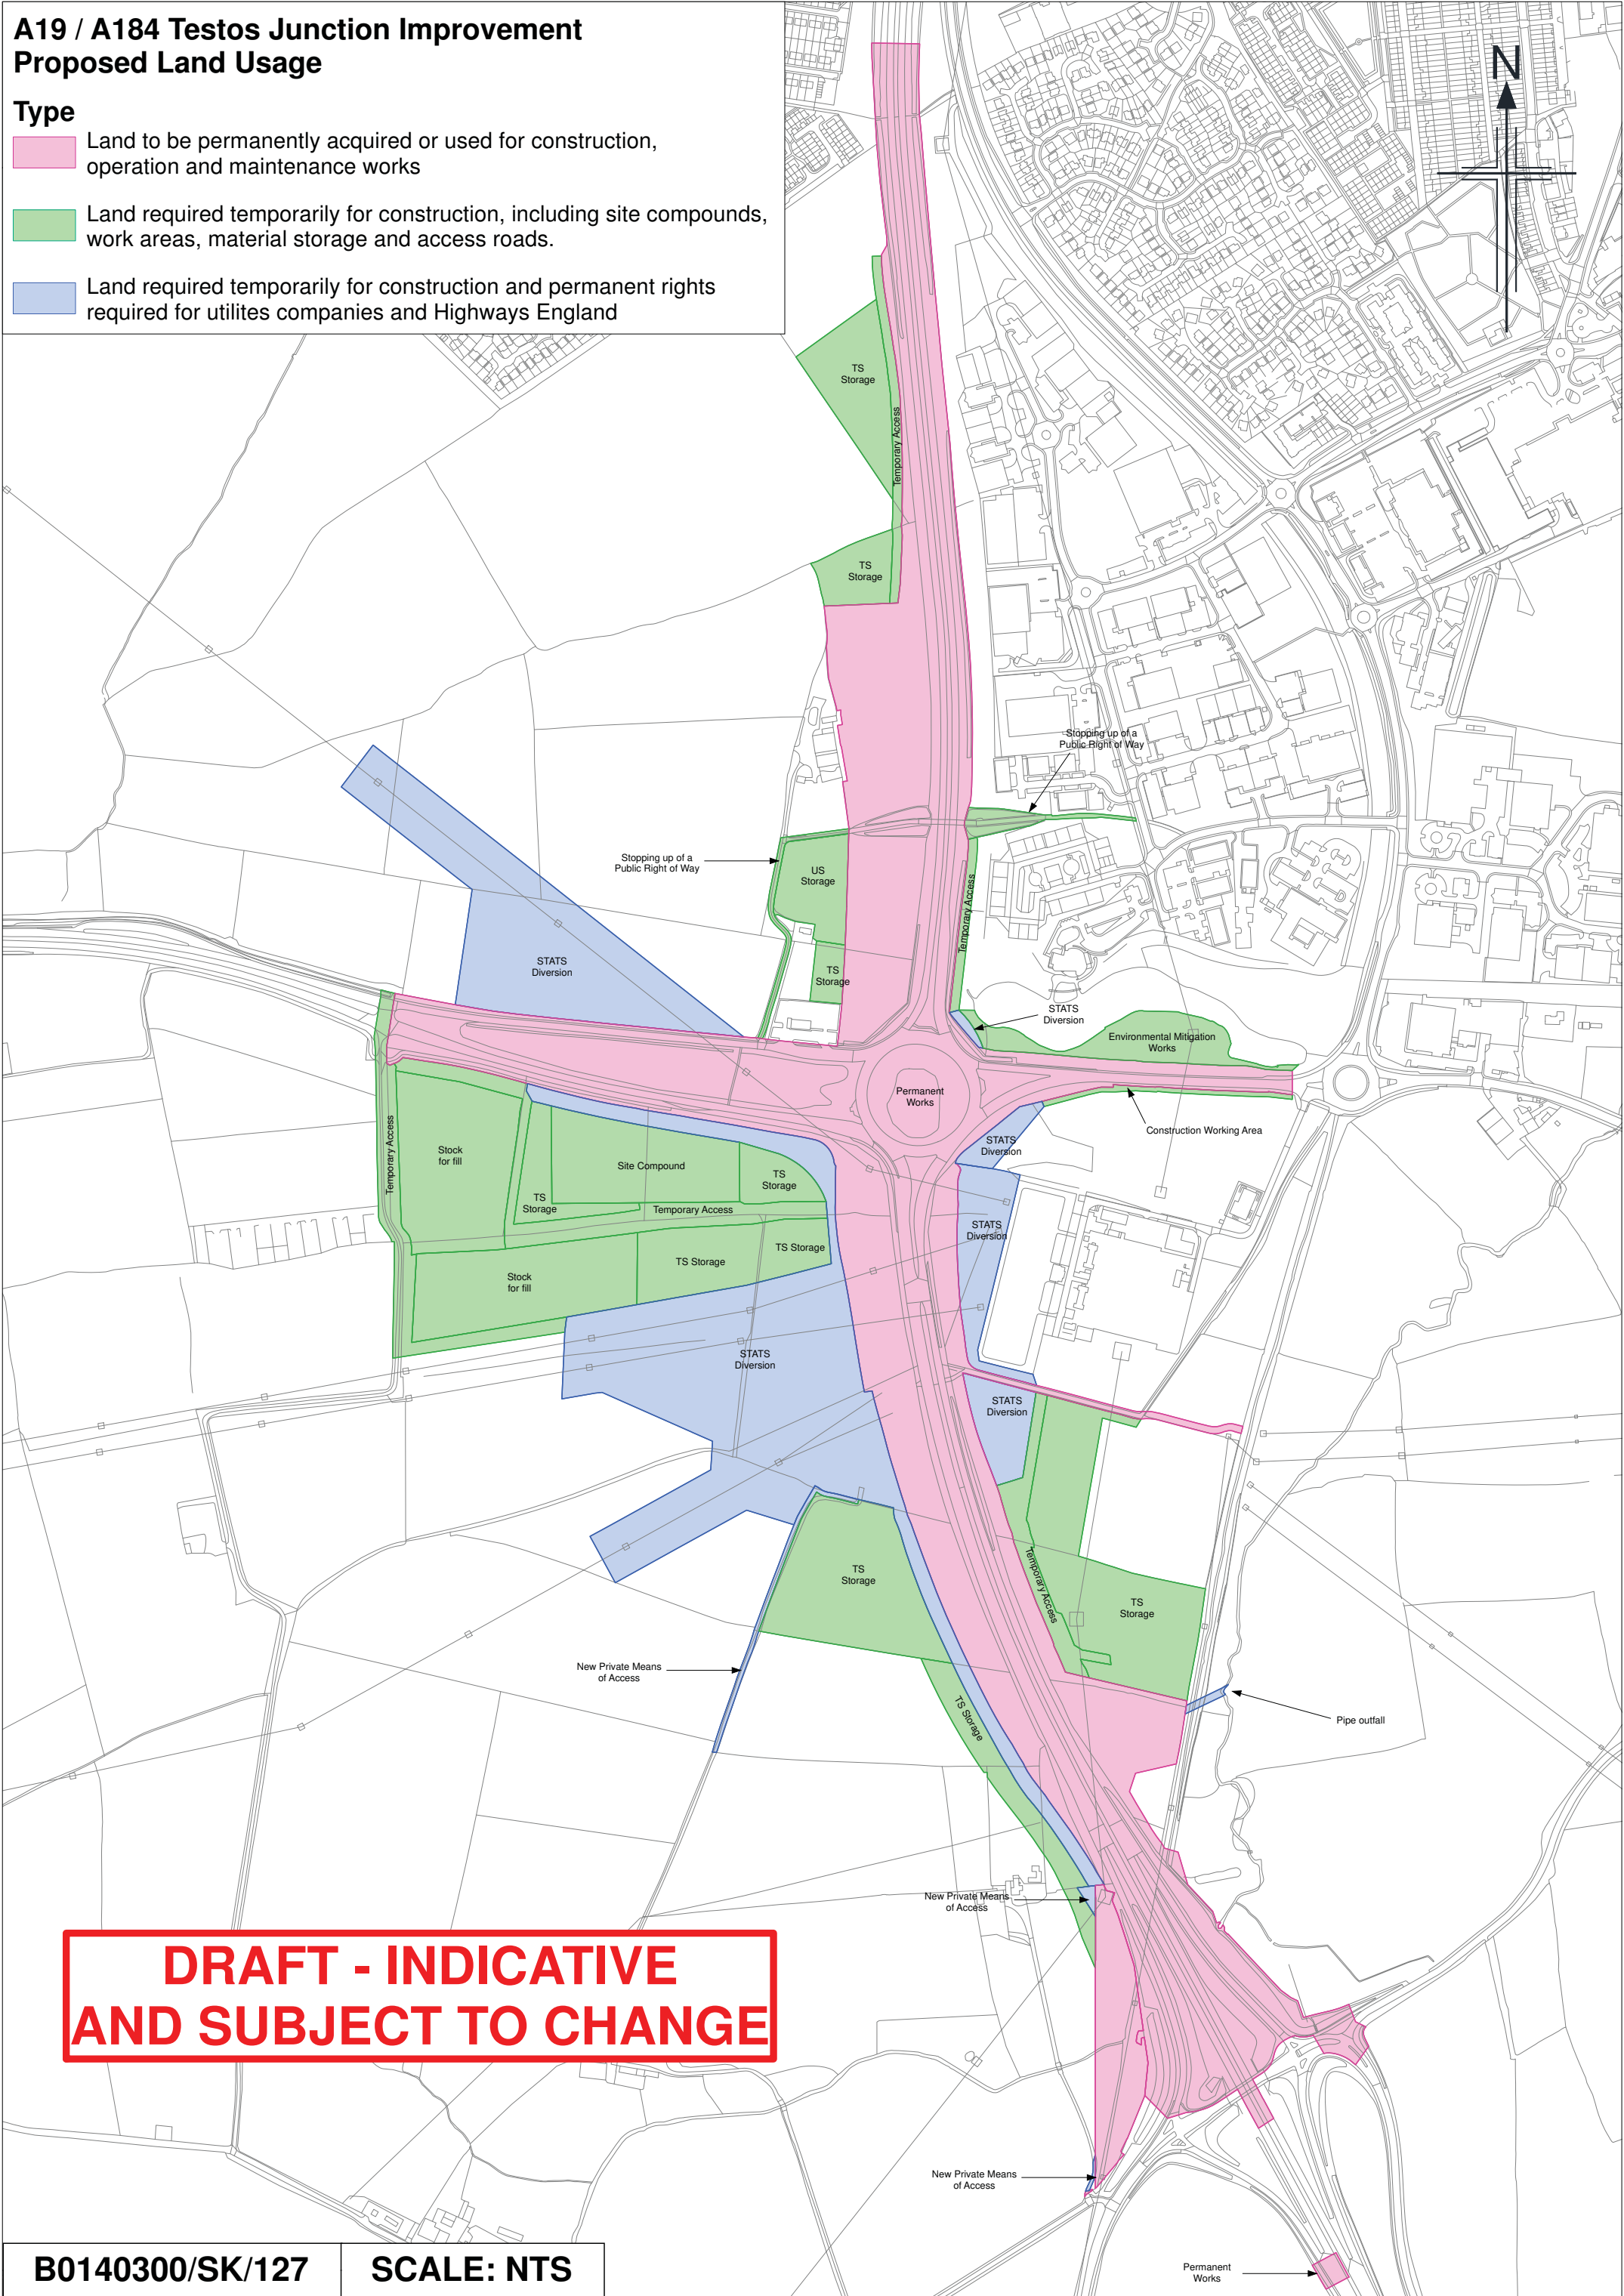 A19 / A184 Testos Junction Improvement
Proposed Land Usage
Type
Land to be permanently acquired or used for construction,
operation and maintenance works
Land required temporarily for construction, including site compounds,
work areas, material storage and access roads.
Land required temporarily for construction and permanent rights
required for utilites companies and Highways England
N
TS
Storage
Temporary Access
TS
Storage
Stopping up of a
Public Right of Way
Stopping up of a
Public Right of Way
US
Storage
Temporary Access
STATS
Diversion
TS
Storage
STATS
Diversion
Environmental Mitigation
Works
Permanent
Works
Construction Working Area
STATS
Diversion
Temporary Access
Stock
for fill
Site Compound
TS
Storage
TS
Storage
Temporary Access
STATS
Diversion
TS Storage
TS Storage
Stock
for fill
STATS
Diversion
STATS
Diversion
TS
Storage
Temporary Access
TS
Storage
New Private Means
of Access
TS Storage
Pipe outfall
New Private Means
of Access
DRAFT - INDICATIVE
AND SUBJECT TO CHANGE
New Private Means
of Access
Permanent
Works
B0140300/SK/127
SCALE: NTS